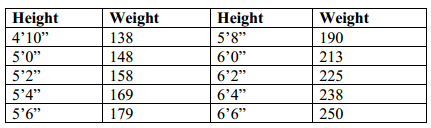 Height Weight Height Weight
4’10” 138 5’8” 190
5’0” 148 6’0” 213
5’2” 158 6’2” 225
5’4” 169 6’4” 238
5’6” 179 6’6” 250